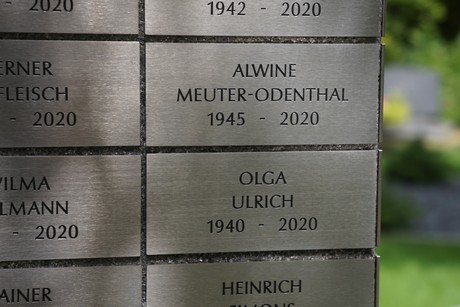 2020
1942 - 2020
ERNER
FLEISCH
- 2020
ALWINE
MEUTER-ODENTHAL
1945 - 2020
ILMA
LMANN
- 2020
OLGA
ULRICH
1940 - 2020
AINER
HEINRICH
SIMONS